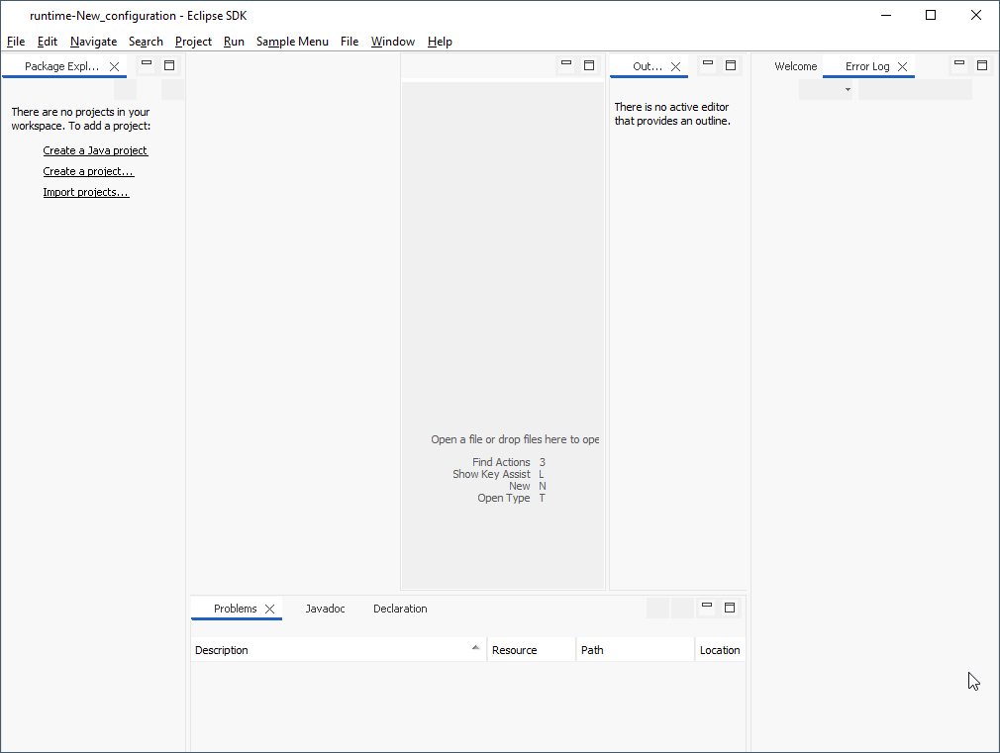 runtime-New_configuration - Eclipse SDK
File Edit Navigate Search Project Run Sample Menu File Window Help
Package Expl...
Out...
Welcome
Error Log
There are no projects in your
workspace. To add a project:
Create a Java project
Create a project...
Import projects...
There is no active editor
that provides an outline.
Open a file or drop files here to ope
Find Actions 3
Show Key Assist L
New N
Open Type T
Problems
Javadoc
Declaration
Description
Resource
Path
Location